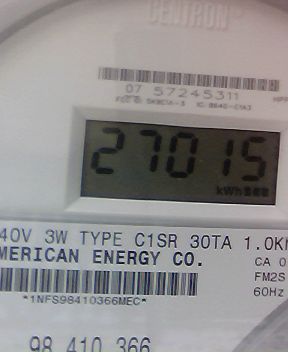 CENTRON
07 57245311
27015
kWh
40V 3W TYPE C1SR 30TA 1.0K
MERICAN ENERGY CO.
CA 0
FM2S
60Hz
*1NFS98410366MEC*
98 410 366